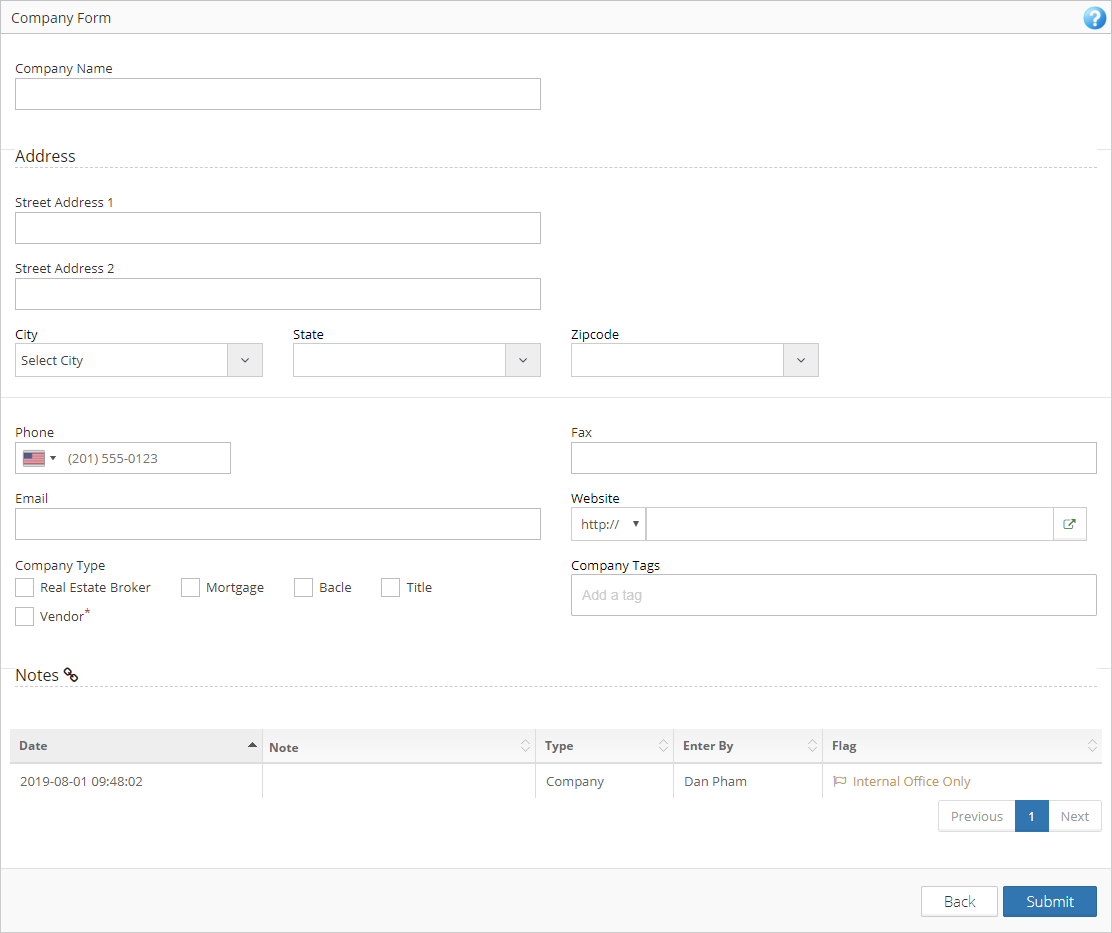 Company Form
?
Company Name
Address
Street Address 1
Street Address 2
City State Zipcode
Select City
Phone Fax
(201) 555-0123
Email Website
http://
Company Type Company Tags
Real Estate Broker Mortgage Bacle Title
Add a tag
Vendor*
Notes
Date Note Type Enter By Flag
2019-08-01 09:48:02 Company Dan Pham Internal Office Only
Previous 1 Next
Back Submit